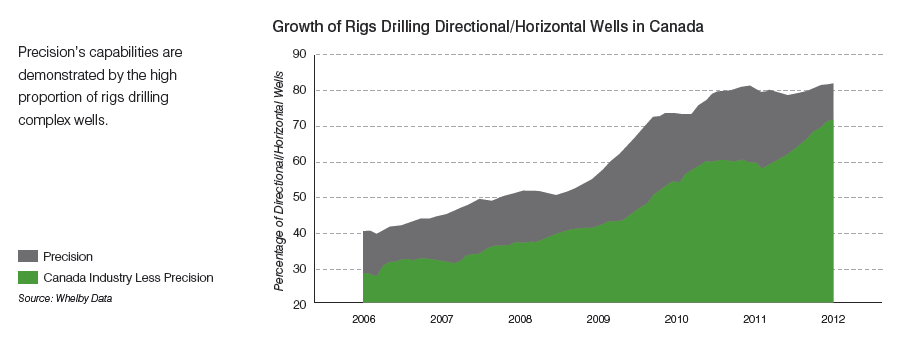 Growth of Rigs Drilling Directional/Horizontal Wells in Canada
Precision's capabilities are
demonstrated by the high
proportion of rigs drilling
complex wells.
Precision
Canada Industry Less Precision
Source: Whelby Data
Percentage of Directional/Horizontal Wells
90
80
70
60
50
40
30
20
2006 2007 2008 2009 2010 2011 2012